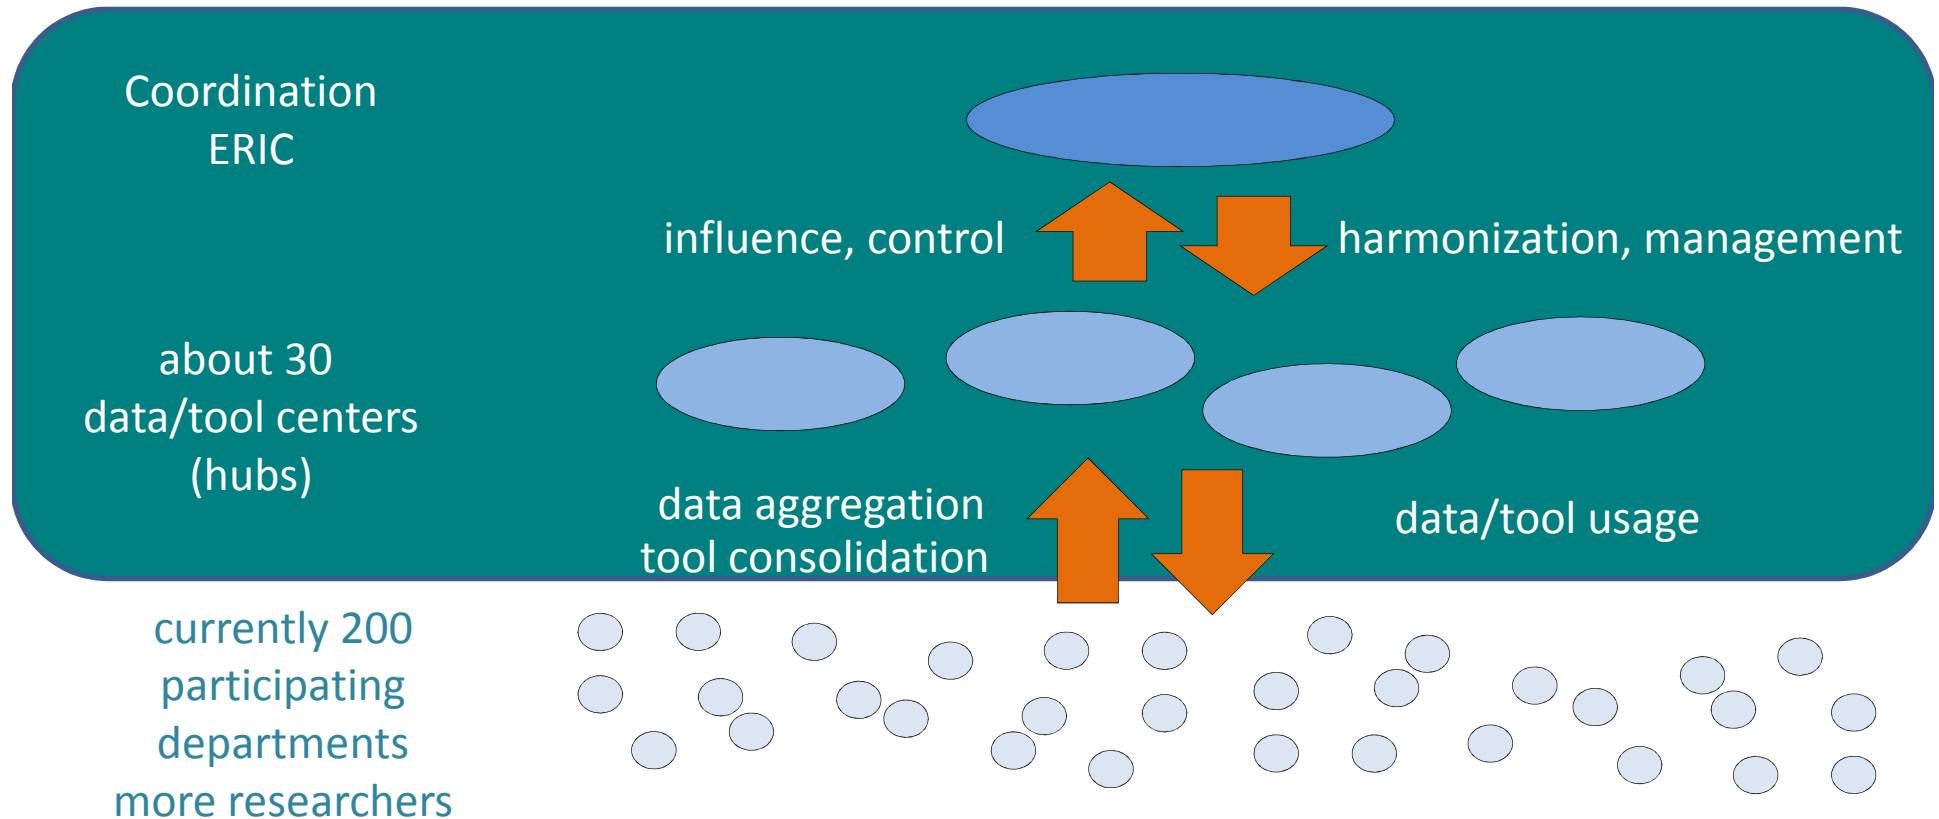 Coordination
ERIC
influence, control
harmonization, management
about 30
data/tool centers
(hubs)
data aggregation
tool consolidation
data/tool usage
currently 200
participating
departments
more researchers